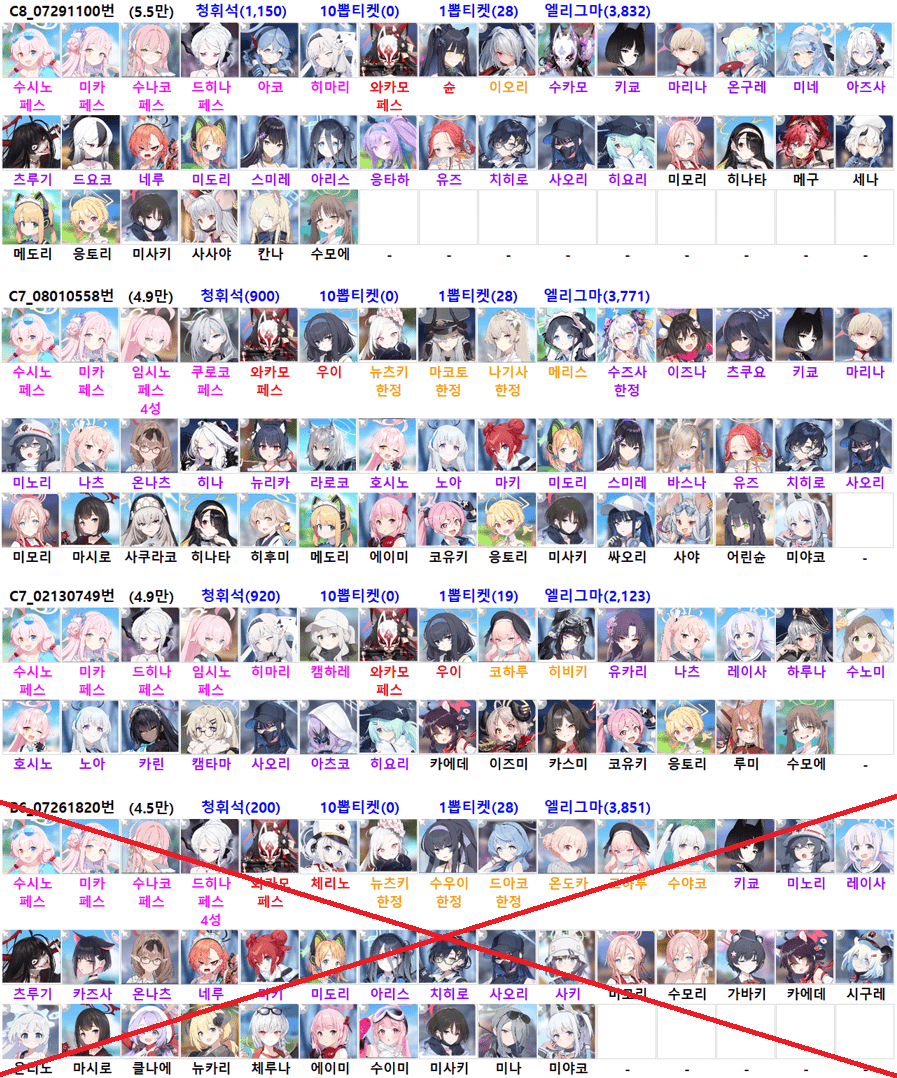 C8_07291100번 (5.5만) 청휘석(1,150) 10뽑티켓(0) 1뽑티켓(28) 엘리그마(3,832)
수시노 미카 수나코 드히나 아코 히마리 와카모 슌 이오리 수카모 키쿄 마리나 온구레 미네 아즈사
페스 페스 페스 페스 페스
츠루기 드요코 네루 미도리 스미레 아리스 응타하 유즈 치히로 사오리 히요리 미모리 히나타 메구 세나
메도리 응토리 미사키 사사야 칸나 수모에 - - - - - - - - -
C7_08010558번 (4.9만) 청휘석(900) 10뽑티켓(0) 1뽑티켓(28) 엘리그마(3,771)
수시노 미카 임시노 쿠로코 와카모 우이 뉴츠키 마코토 나기사 메리스 수즈사 이즈나 츠쿠요 키쿄 마리나
페스 페스 페스 페스 페스 한정 한정 한정 한정
4성
미노리 나츠 온나츠 히나 뉴리카 라로코 호시노 노아 마키 미도리 스미레 바스나 유즈 치히로 사오리
미모리 마시로 사쿠라코 히나타 히후미 메도리 에이미 코유키 응토리 미사키 싸오리 사야 어린슌 미야코 -
C7_02130749번 (4.9만) 청휘석(920) 10뽑티켓(0) 1뽑티켓(19) 엘리그마(2,123)
수시노 미카 드히나 임시노 히마리 캠하레 와카모 우이 코하루 히비키 유카리 나츠 레이사 하루나 수노미
페스 페스 페스 페스 페스
호시노 노아 카린 캠타마 사오리 아츠코 히요리 카에데 이즈미 카스미 코유키 응토리 루미 수모에 -
B6_07261820번 (4.5만) 청휘석(200) 10뽑티켓(0) 1뽑티켓(28) 엘리그마(3,851)
수시노 미카 수나코 드히나 와카모 체리노 뉴츠키 수우이 드아코 온도카 코하루 수야코 키쿄 미노리 레이사
페스 페스 페스 페스 페스 한정 한정 한정
4성
츠루기 카즈사 온나츠 네루 마키 미도리 아리스 치히로 사오리 사키 미모리 수모리 가바키 카에데 시구레
온리노 마시로 클나에 뉴카리 체루나 에이미 수이미 미사키 미나 미야코 - - - - -